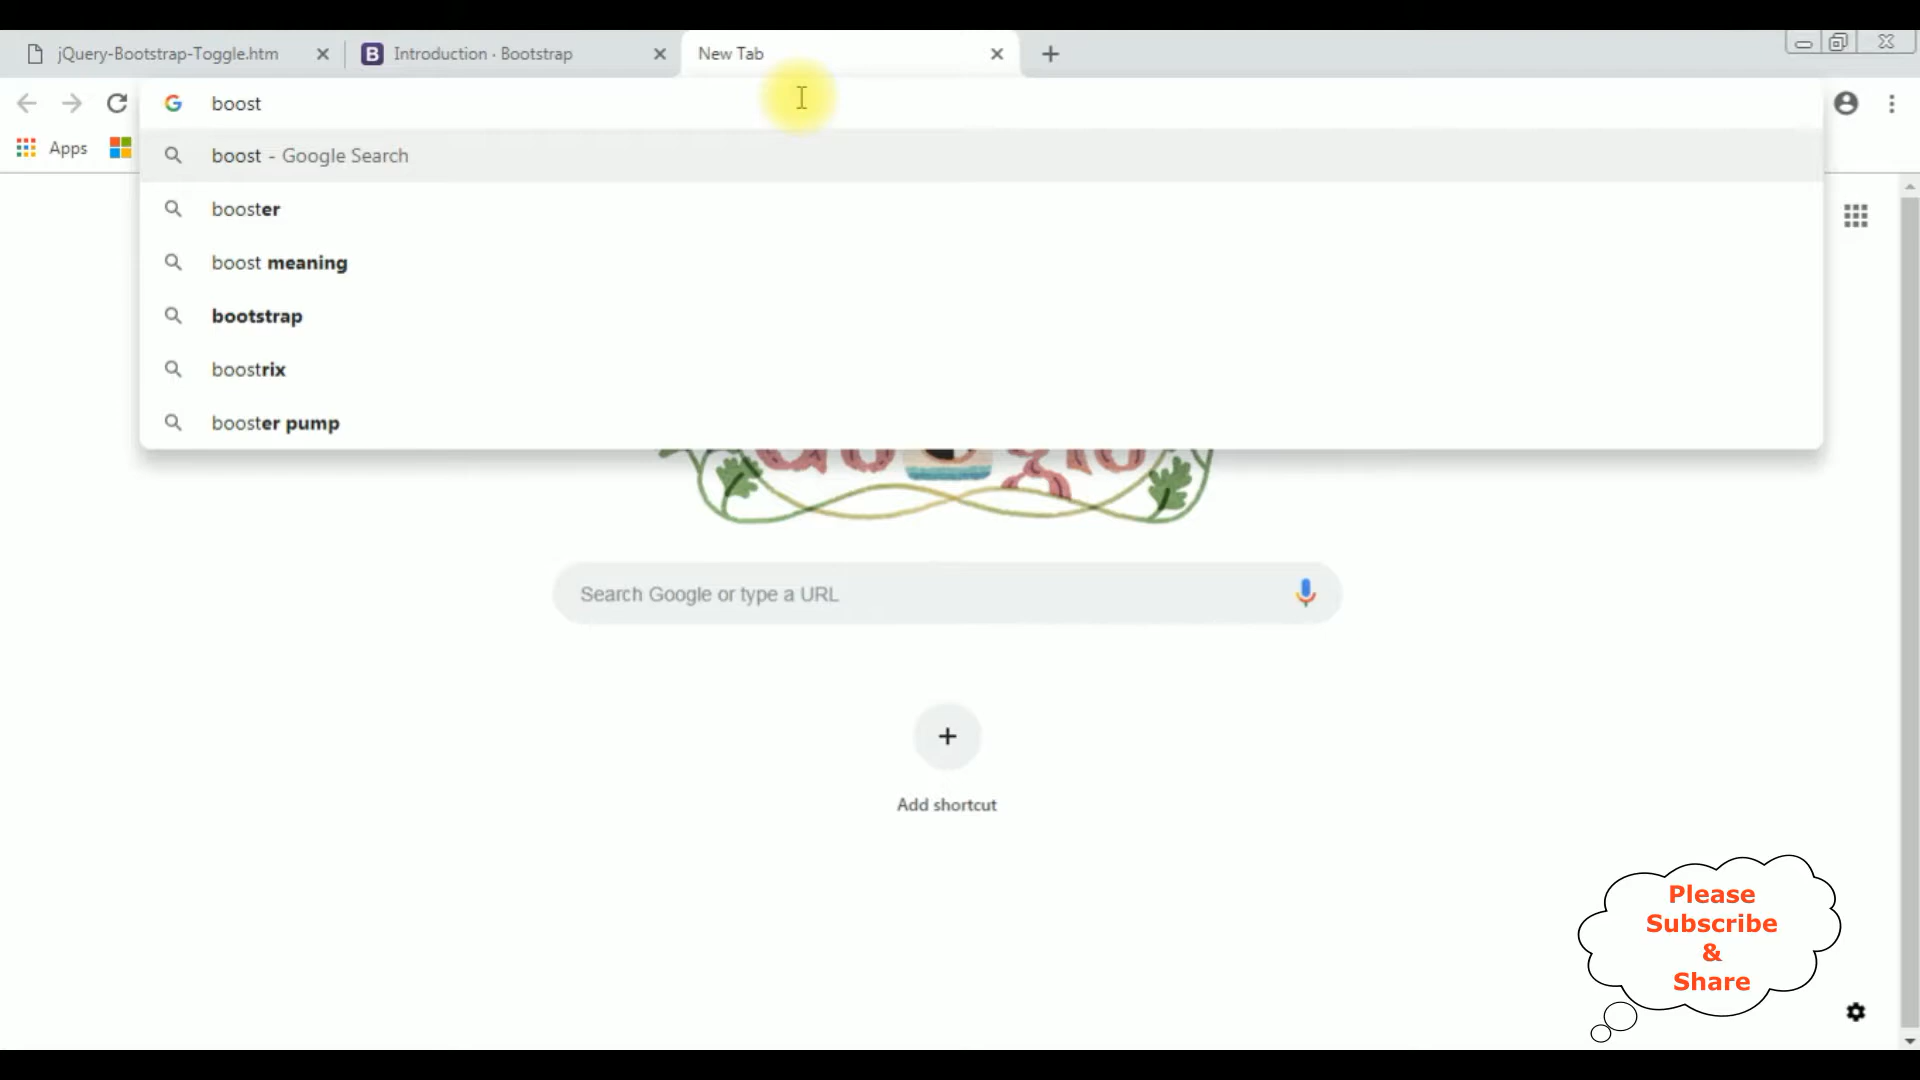 jQuery-Bootstrap-Toggle.htm
Introduction · Bootstrap
New Tab
boost
Apps
boost - Google Search
booster
boost meaning
bootstrap
boostrix
booster pump
Search Google or type a URL
Add shortcut
Please
Subscribe
&
Share